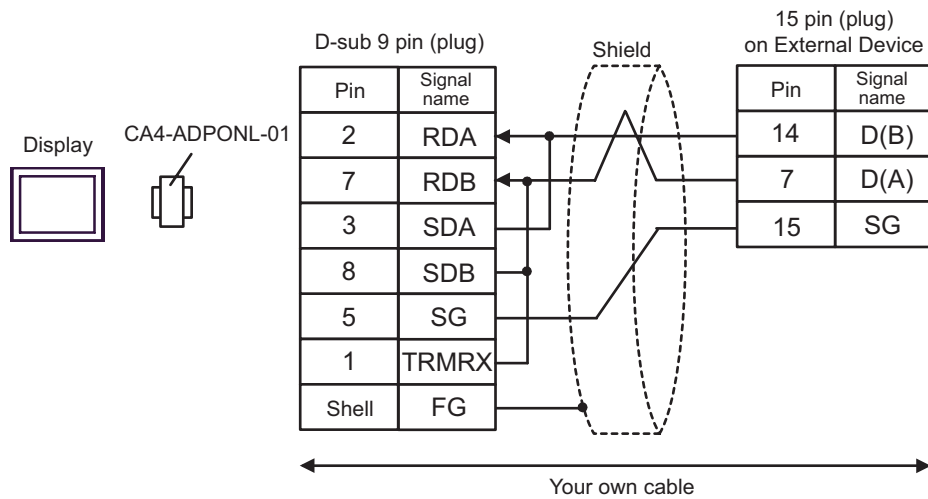 15 pin (plug)
on External Device
D-sub 9 pin (plug)
Shield
Pin
Signal
name
2
RDA
7
RDB
3
SDA
8
SDB
5
SG
1
TRMRX
Shell
FG
Pin
Signal
name
14
D(B)
7
D(A)
15
SG
Display
CA4-ADPONL-01
Your own cable